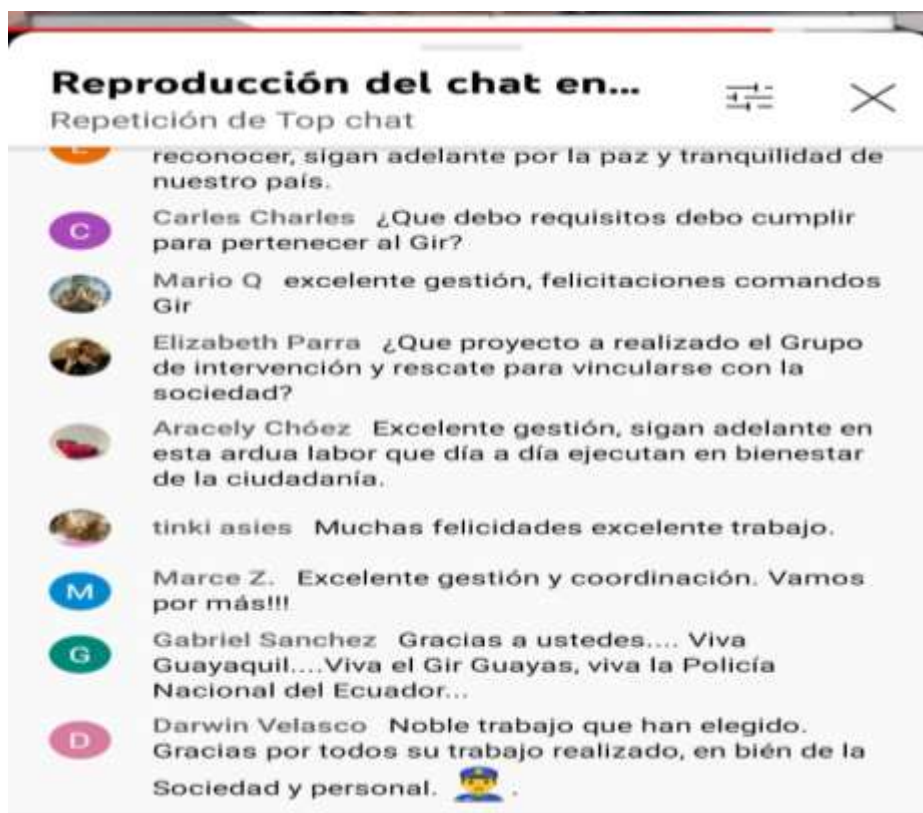 Reproducción del chat en...
Repetición de Top chat
reconocer, sigan adelante por la paz y tranquilidad de
nuestro país.
C
Carles Charles ¿Que debo requisitos debo cumplir
para pertenecer al Gir?
Mario Q excelente gestión, felicitaciones comandos
Gir
Elizabeth Parra ¿Que proyecto a realizado el Grupo
de intervención y rescate para vincularse con la
sociedad?
Aracely Chóez Excelente gestión, sigan adelante en
esta ardua labor que día a día ejecutan en bienestar
de la ciudadanía.
tinki asies Muchas felicidades excelente trabajo.
M
Marce Z. Excelente gestión y coordinación. Vamos
por más!!!
G
Gabriel Sanchez Gracias a ustedes.... Viva
Guayaquil....Viva el Gir Guayas, viva la Policía
Nacional del Ecuador...
D
Darwin Velasco Noble trabajo que han elegido.
Gracias por todos su trabajo realizado, en bién de la
Sociedad y personal. 👮‍♂️ .